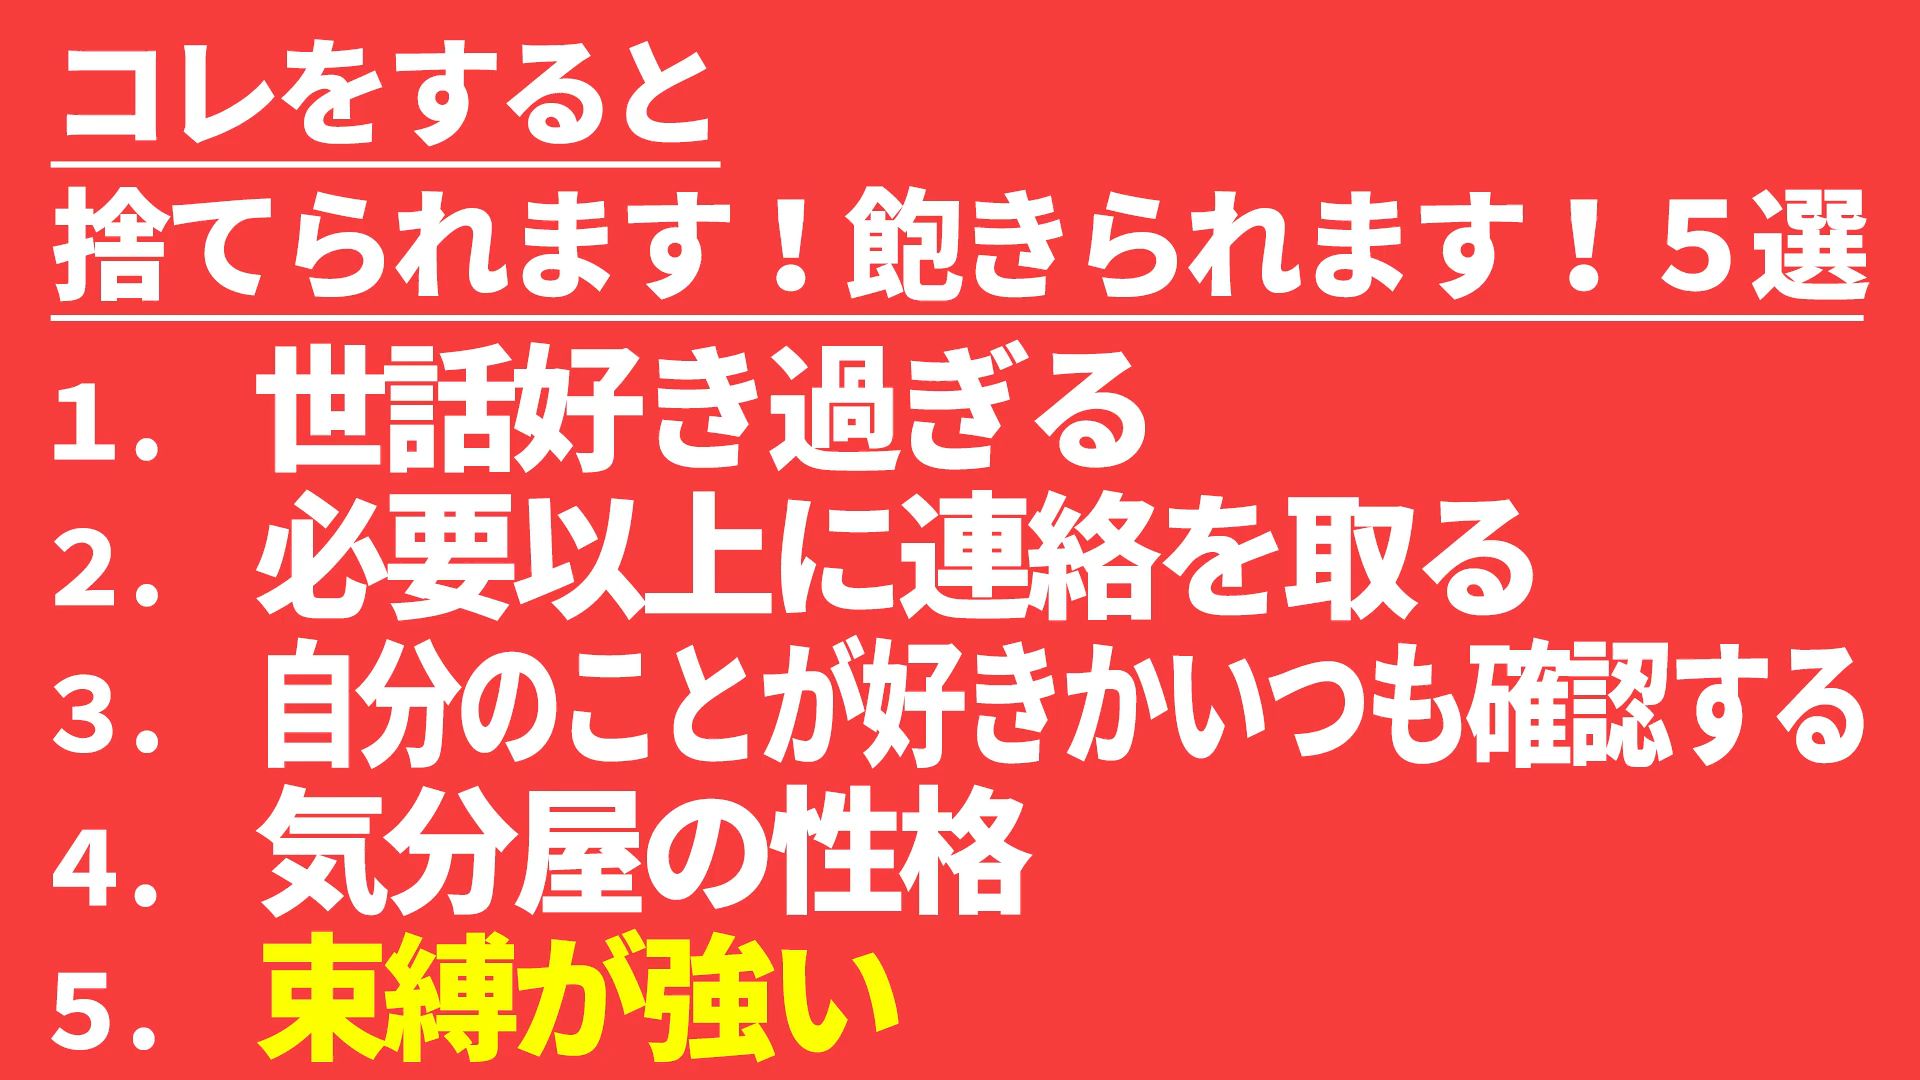 コレをすると
捨てられます！飽きられます！５選
１．世話好き過ぎる
２．必要以上に連絡を取る
３．自分のことが好きかいつも確認する
４．気分屋の性格
５．束縛が強い